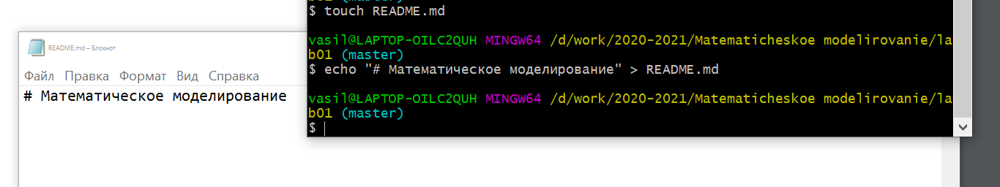 README.md – Блокнот
Файл Правка Формат Вид Справка
# Математическое моделирование
b01 (master)
$ touch README.md
vasil@LAPTOP-OILC2QUH MINGW64 /d/work/2020-2021/Matematicheskoe modelirovanie/la
b01 (master)
$ echo "# Математическое моделирование" > README.md
vasil@LAPTOP-OILC2QUH MINGW64 /d/work/2020-2021/Matematicheskoe modelirovanie/la
b01 (master)
$